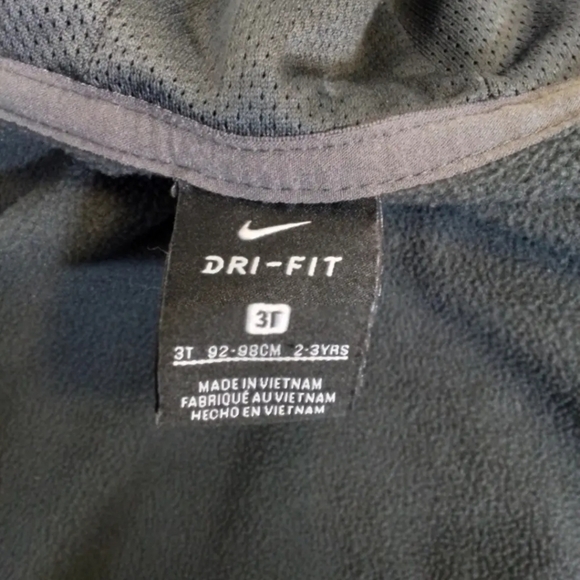 DRI-FIT
3T
3T 92-98CM 2-3YRS
MADE IN VIETNAM
FABRIQUÉ AU VIETNAM
HECHO EN VIETNAM